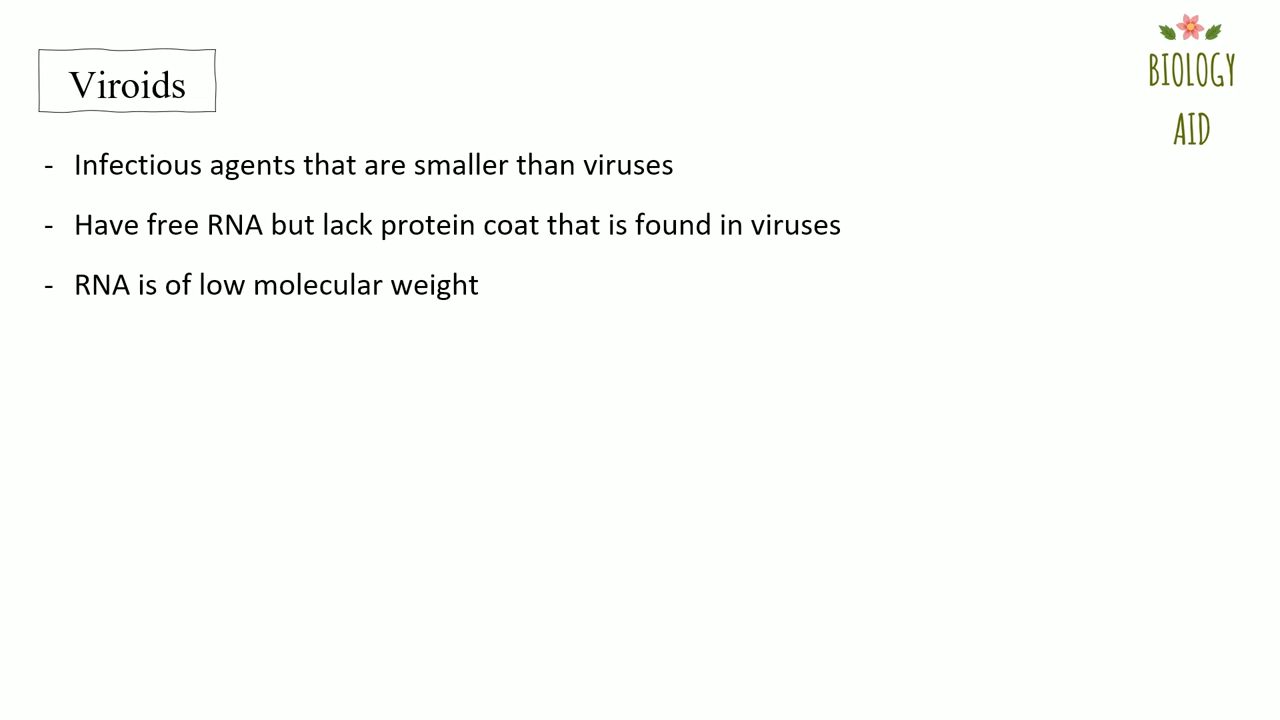 Viroids
BIOLOGY
AID
- Infectious agents that are smaller than viruses
- Have free RNA but lack protein coat that is found in viruses
- RNA is of low molecular weight